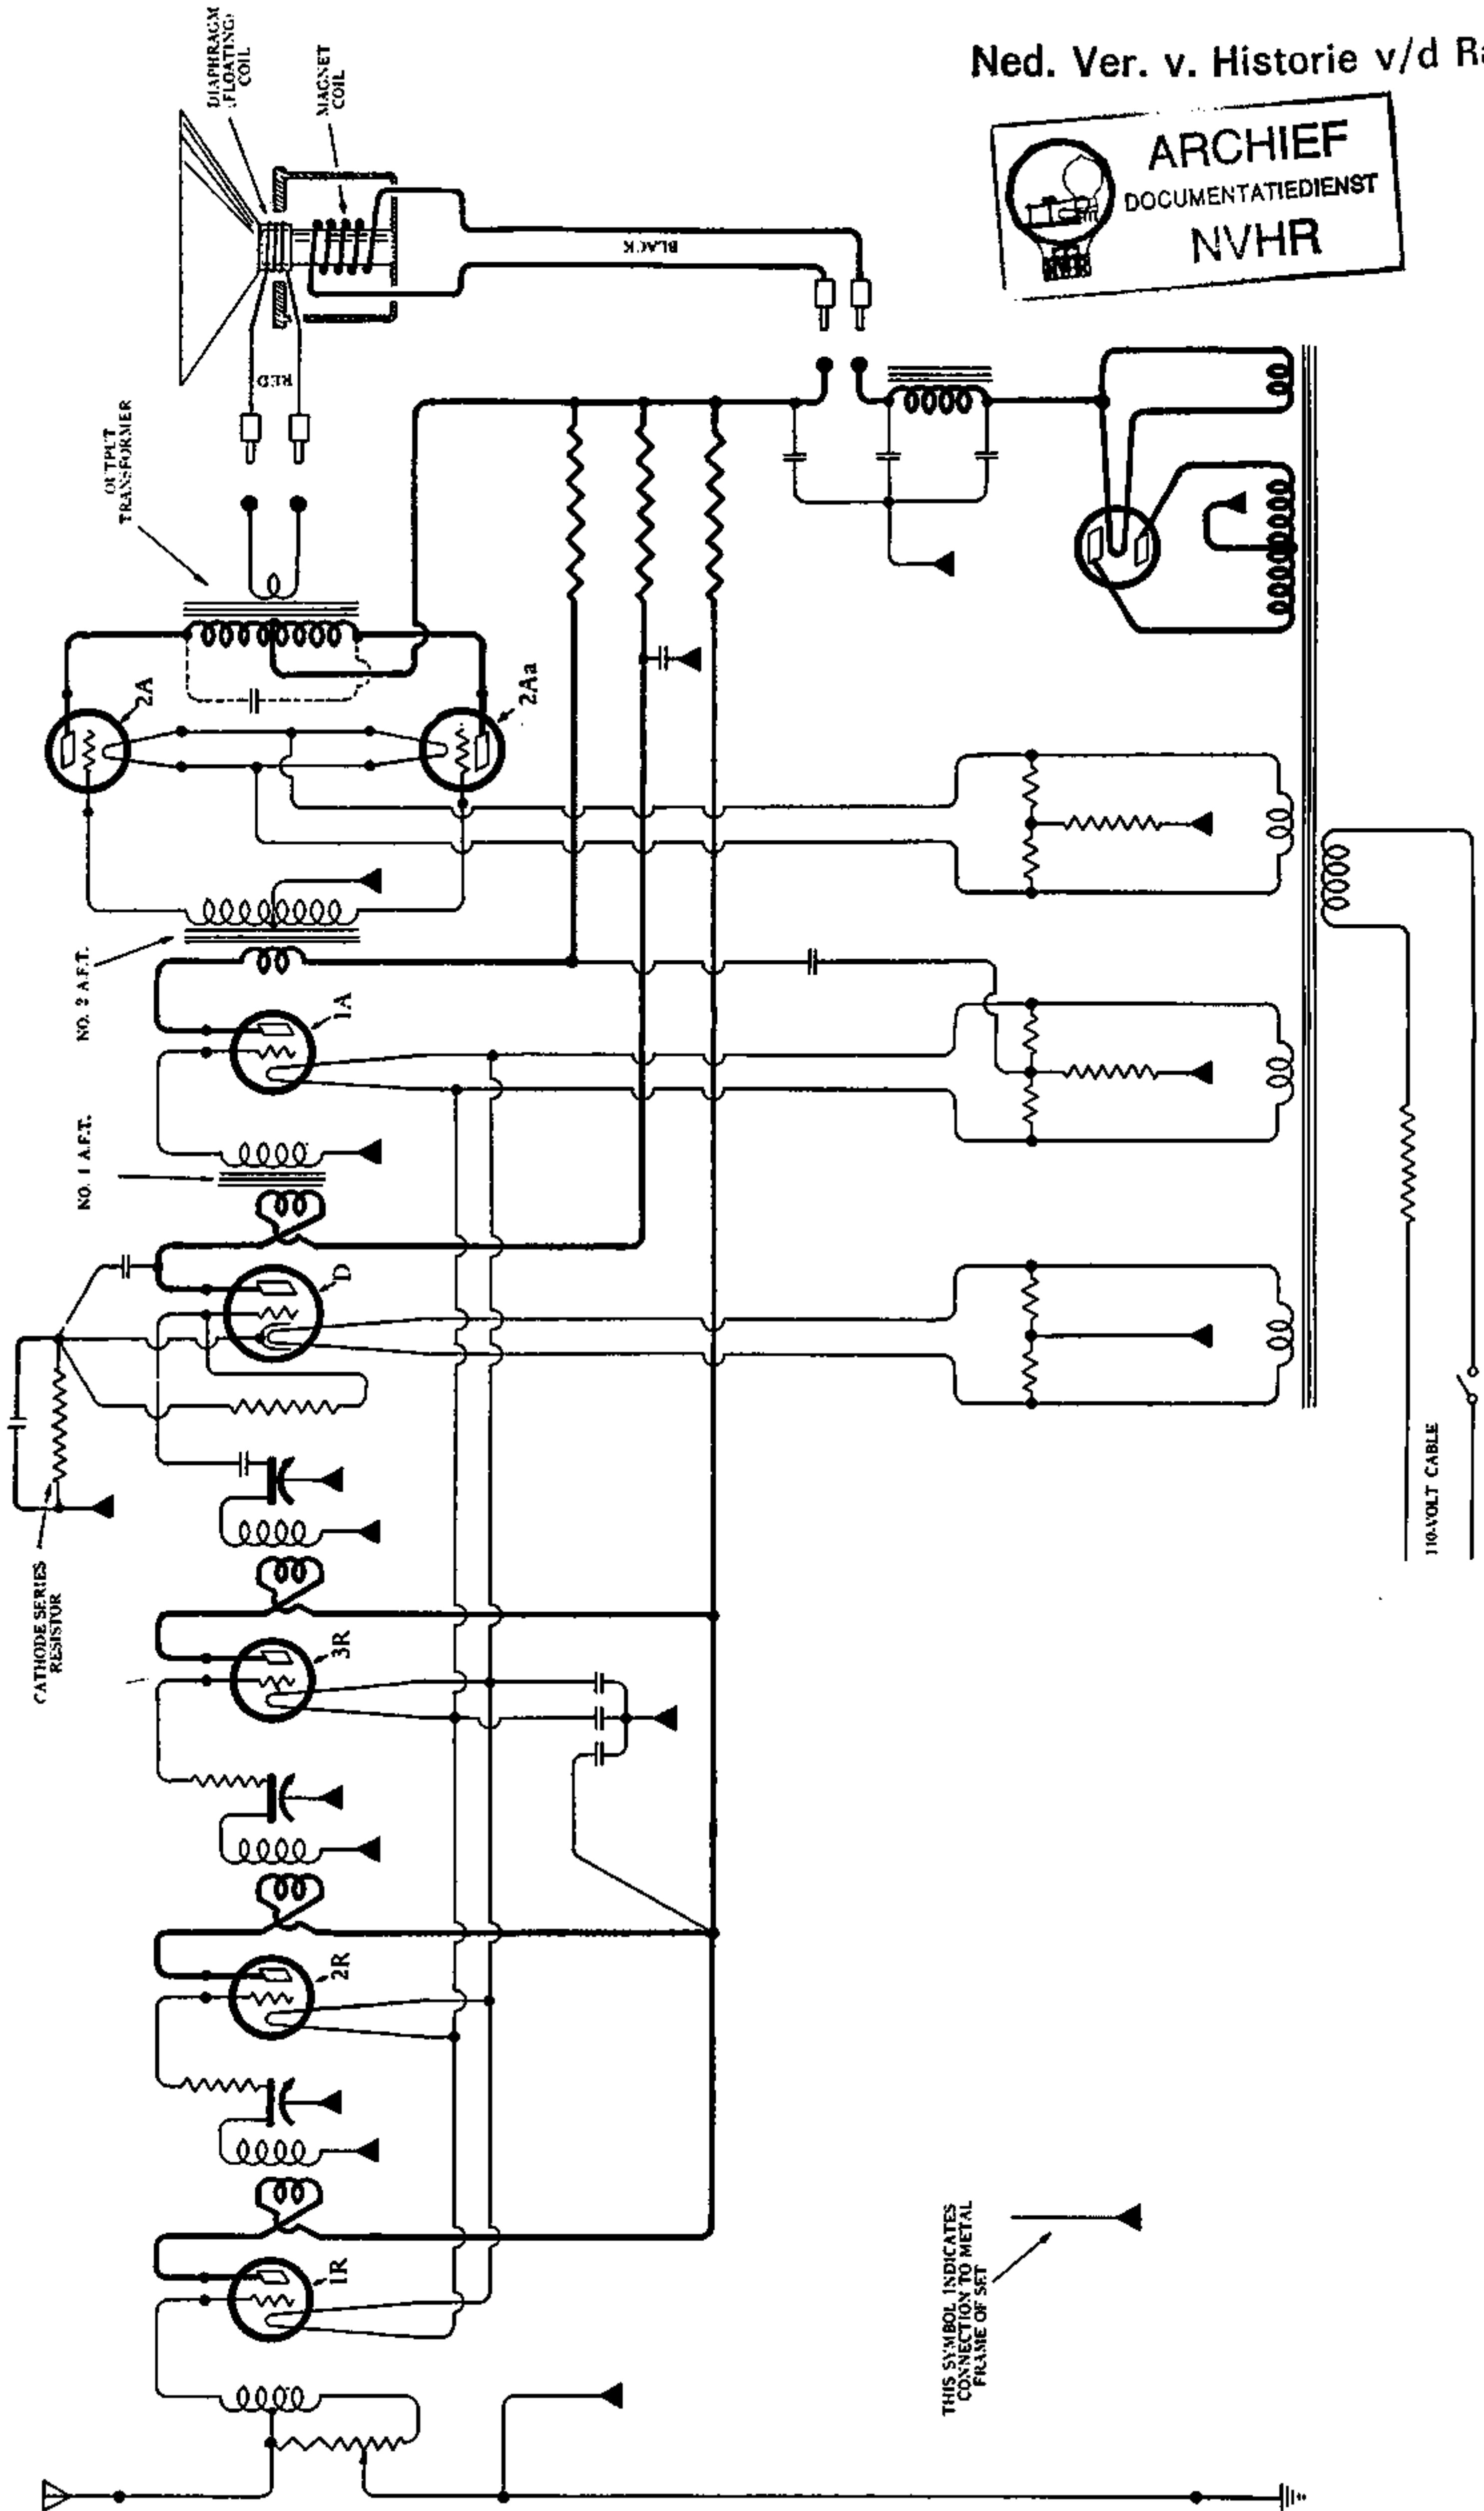 Ned. Ver. v. Historie v/d Ra
ARCHIEF
DOCUMENTATIEDIENST
NVHR
DIAPHRAGM
(FLOATING)
COIL
MAGNET
COIL
BLACK
RED
OUTPUT
TRANSFORMER
2A
2Aa
NO. 2 A.F.T.
1A
NO. 1 A.F.T.
D
CATHODE SERIES
RESISTOR
3R
2R
1R
110-VOLT CABLE
THIS SYMBOL INDICATES
CONNECTION TO METAL
FRAME OF SET